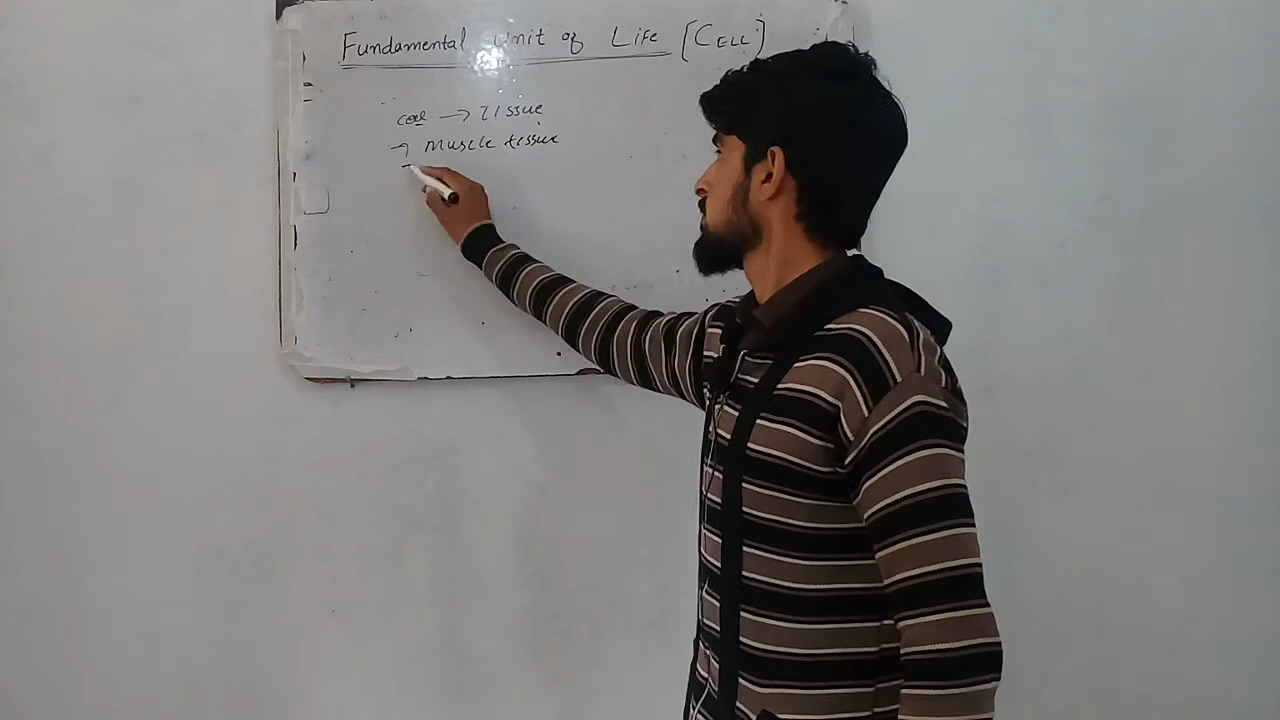 Fundamental Unit of Life [CELL]
cell → Tissue
→ Muscle tissue